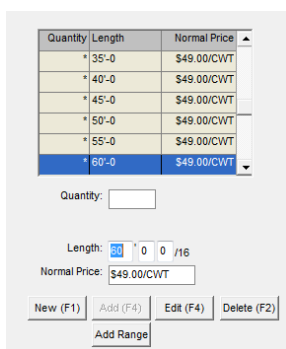 Quantity Length Normal Price
* 35'-0 $49.00/CWT
* 40'-0 $49.00/CWT
* 45'-0 $49.00/CWT
* 50'-0 $49.00/CWT
* 55'-0 $49.00/CWT
* 60'-0 $49.00/CWT
Quantity:
Length: 60 ' 0 0 /16
Normal Price: $49.00/CWT
New (F1) Add (F4) Edit (F4) Delete (F2)
Add Range